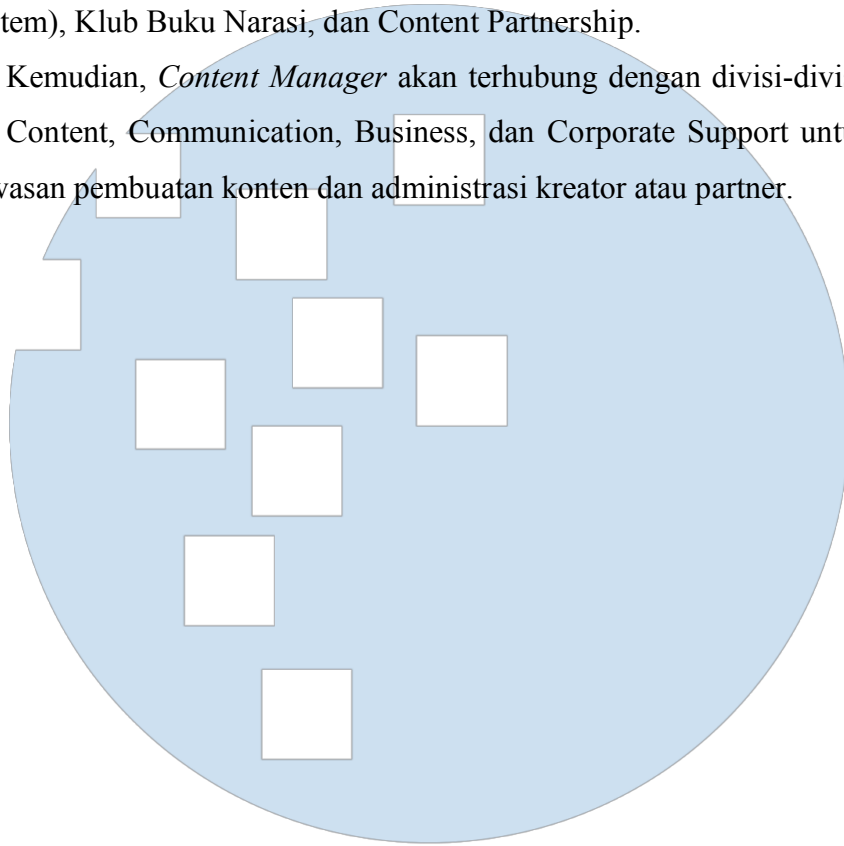 tem), Klub Buku Narasi, dan Content Partnership.
Kemudian, Content Manager akan terhubung dengan divisi-divi
Content, Communication, Business, dan Corporate Support untu
vasan pembuatan konten dan administrasi kreator atau partner.